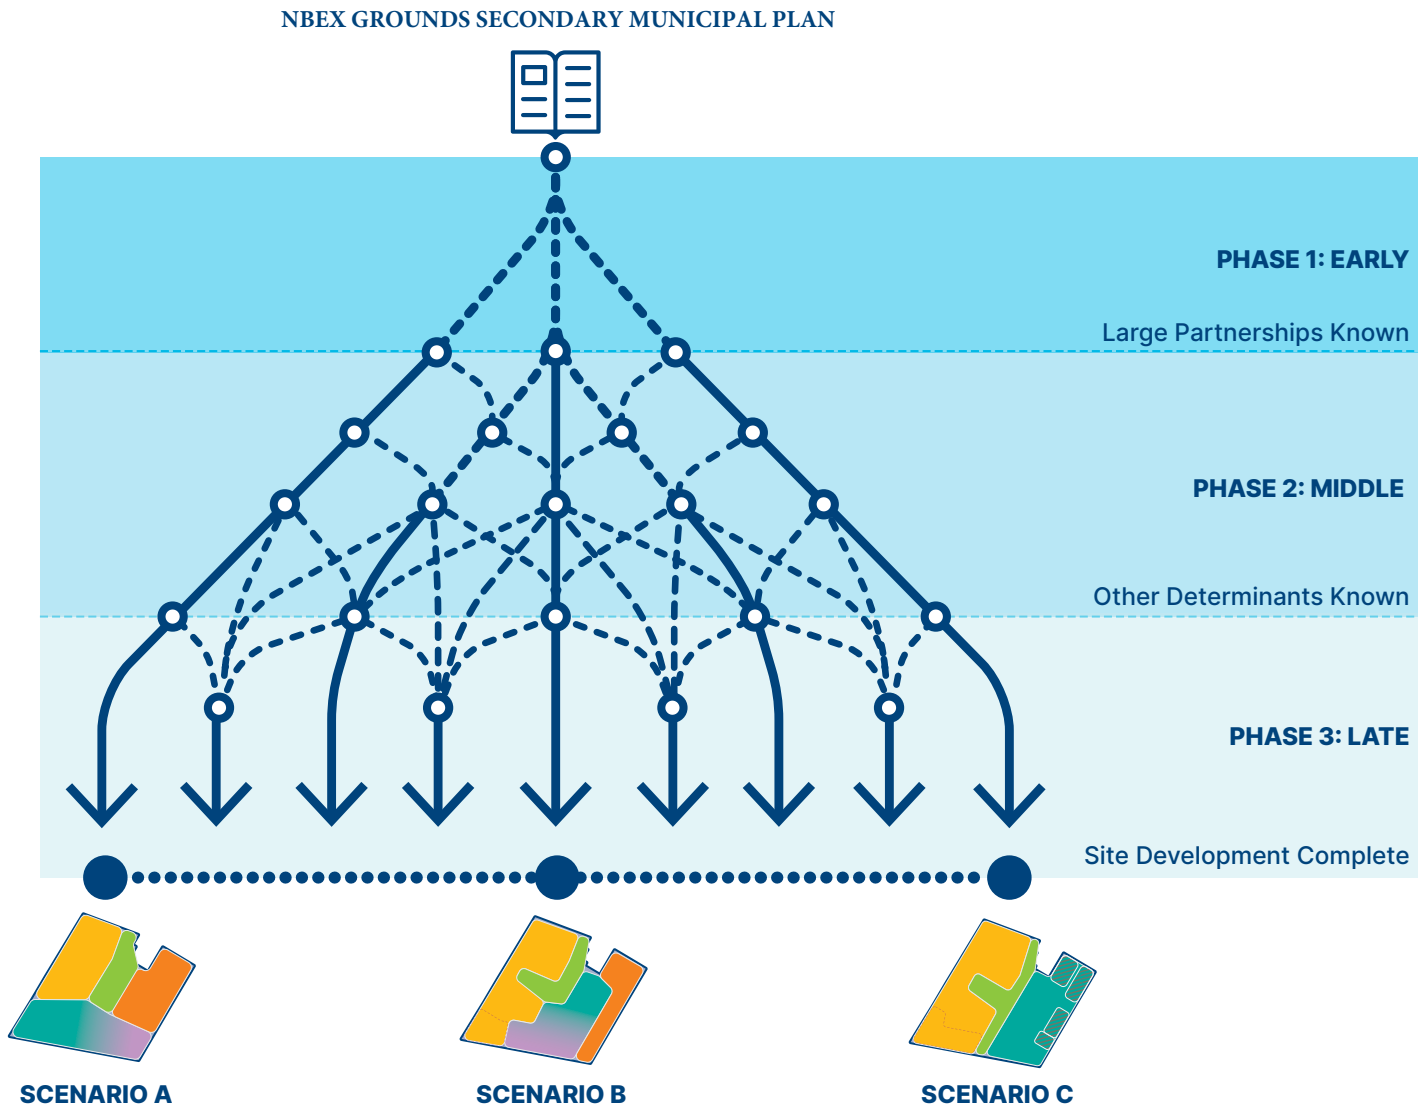 NBEX GROUNDS SECONDARY MUNICIPAL PLAN
PHASE 1: EARLY
Large Partnerships Known
PHASE 2: MIDDLE
Other Determinants Known
PHASE 3: LATE
Site Development Complete
SCENARIO A
SCENARIO B
SCENARIO C